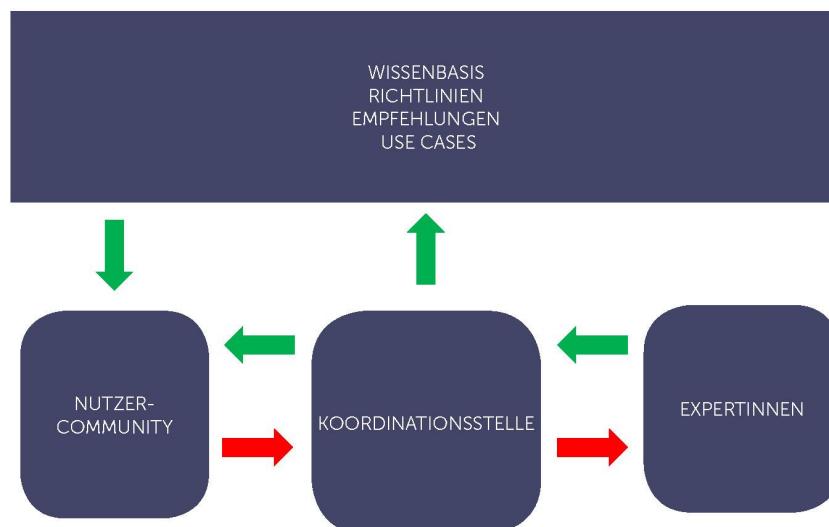 WISSENBASIS
RICHTLINIEN
EMPFEHLUNGEN
USE CASES
NUTZER-
COMMUNITY
KOORDINATIONSSTELLE
EXPERTINNEN